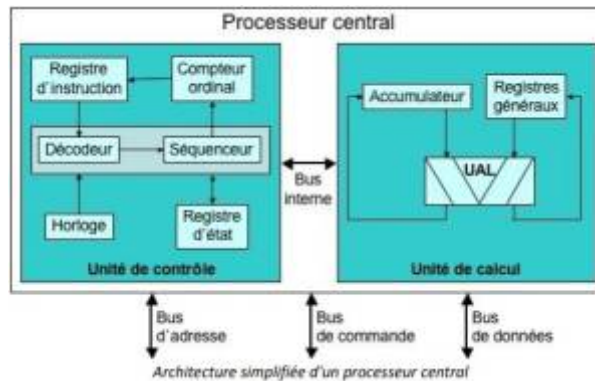 Processeur central
Registre
d'instruction
Compteur
ordinal
Décodeur
Séquenceur
Horloge
Registre
d'état
Unité de contrôle
Bus
interne
Accumulateur
Registres
généraux
UAL
Unité de calcul
Bus
d'adresse
Bus
de commande
Bus
de données
Architecture simplifiée d'un processeur central